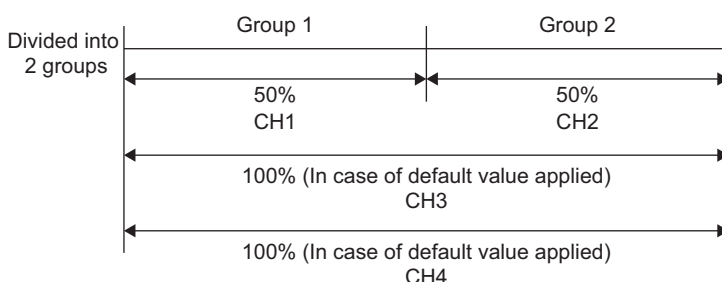 Group 1
Group 2
Divided into
2 groups
50%
CH1
50%
CH2
100% (In case of default value applied)
CH3
100% (In case of default value applied)
CH4